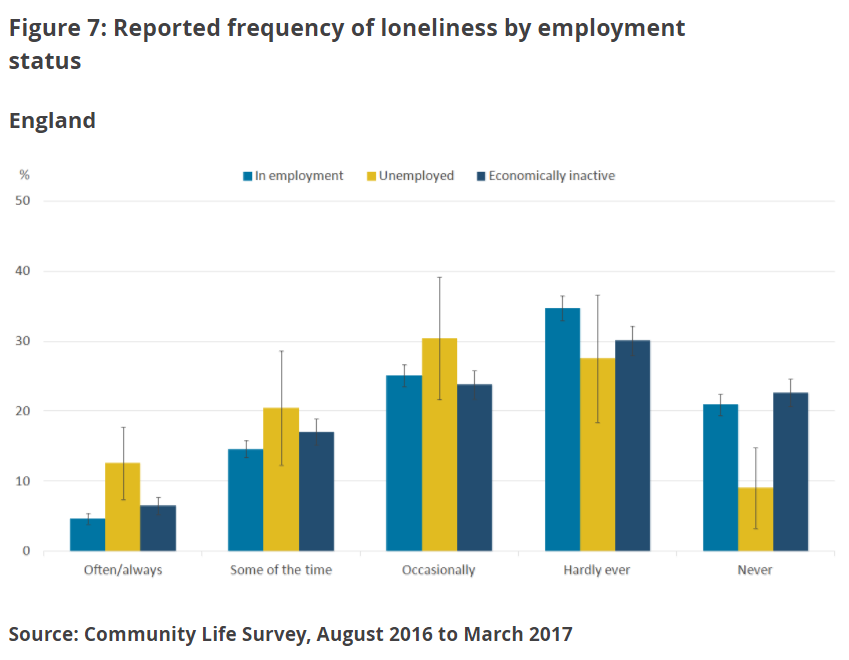 Figure 7: Reported frequency of loneliness by employment
status
England
%
In employment Unemployed Economically inactive
50
40
30
20
10
0
Often/always Some of the time Occasionally Hardly ever Never
Source: Community Life Survey, August 2016 to March 2017